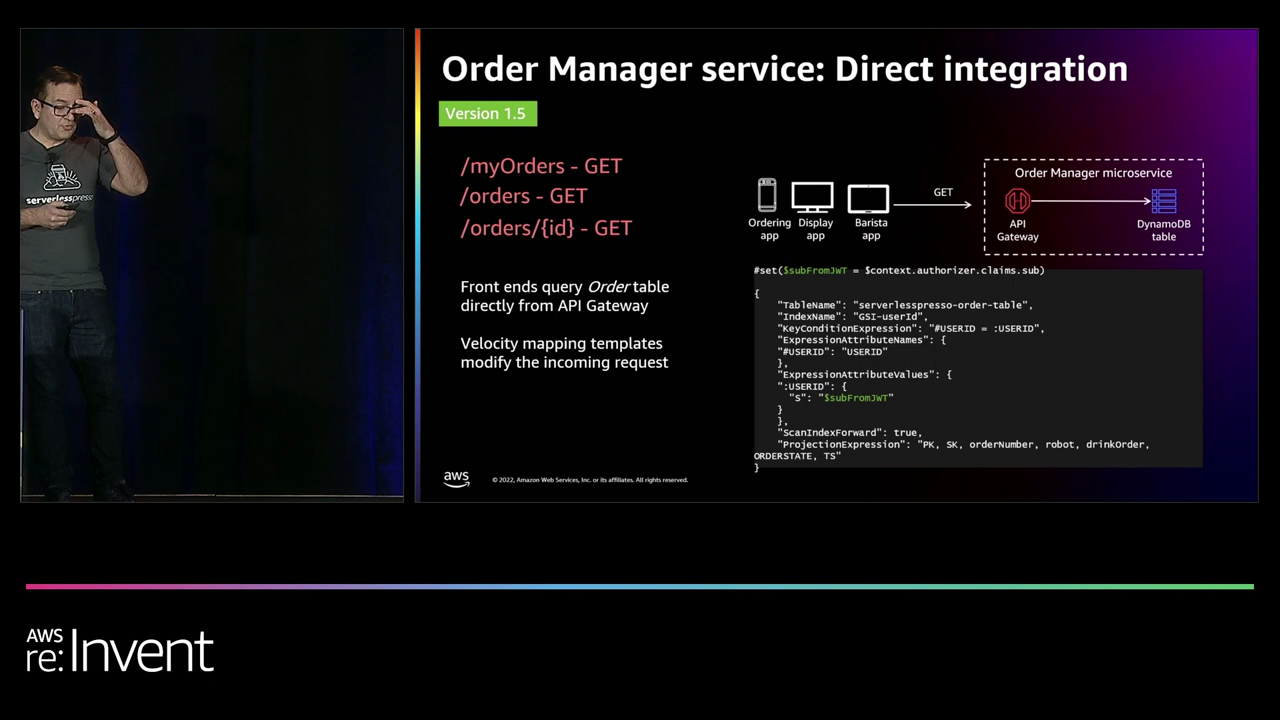 serverlesspresso
Order Manager service: Direct integration
Version 1.5
/myOrders - GET
/orders - GET
/orders/{id} - GET
Front ends query Order table
directly from API Gateway
Velocity mapping templates
modify the incoming request
Ordering
app
Display
app
Barista
app
GET
Order Manager microservice
API
Gateway
DynamoDB
table
#set($subFromJWT = $context.authorizer.claims.sub)
{
"TableName": "serverlesspresso-order-table",
"IndexName": "GSI-userId",
"KeyConditionExpression": "#USERID = :USERID",
"ExpressionAttributeNames": {
"#USERID": "USERID"
},
"ExpressionAttributeValues": {
":USERID": {
"S": "$subFromJWT"
}
},
"ScanIndexForward": true,
"ProjectionExpression": "PK, SK, orderNumber, robot, drinkOrder,
ORDERSTATE, TS"
}
aws
© 2022, Amazon Web Services, Inc. or its affiliates. All rights reserved.
AWS
re:Invent